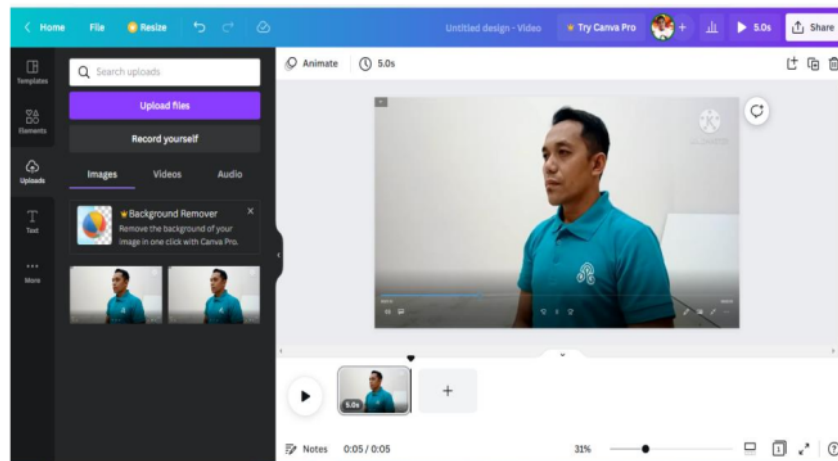 Home File Resize Untitled design - Video Try Canva Pro + 5.0s Share
Templates
Elements
Uploads
Text
More
Search uploads
Upload files
Record yourself
Images Videos Audio
Background Remover
Remove the background of your
image in one click with Canva Pro.
Animate 5.0s
5.0s
+
Notes 0:05 / 0:05 31% 1